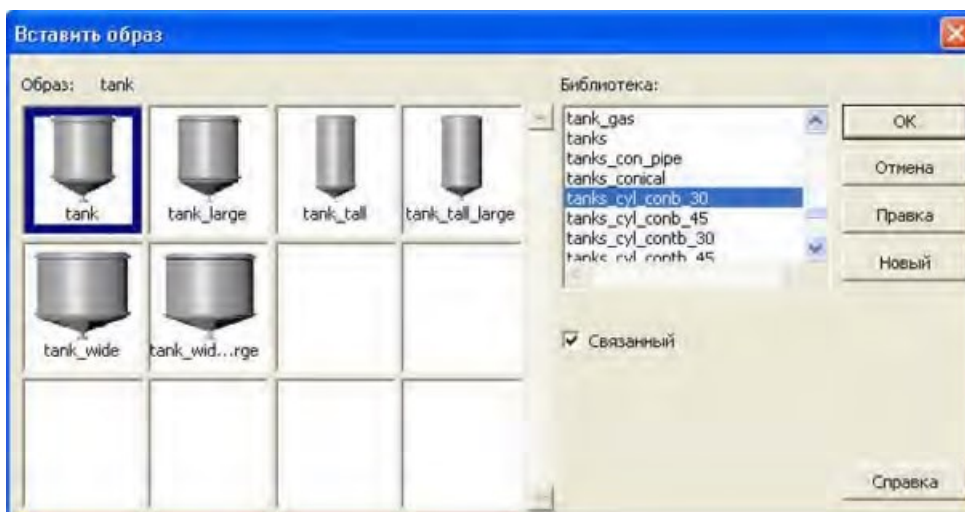 Вставить образ
Образ: tank
Библиотека:
tank
tank_large
tank_tall
tank_tall_large
tank_wide
tank_wid...rge
tank_gas
tanks
tanks_con_pipe
tanks_conical
tanks_cyl_conb_30
tanks_cyl_conb_45
tanks_cyl_contb_30
tanks_cyl_contb_45
Связанный
OK
Отмена
Правка
Новый
Справка